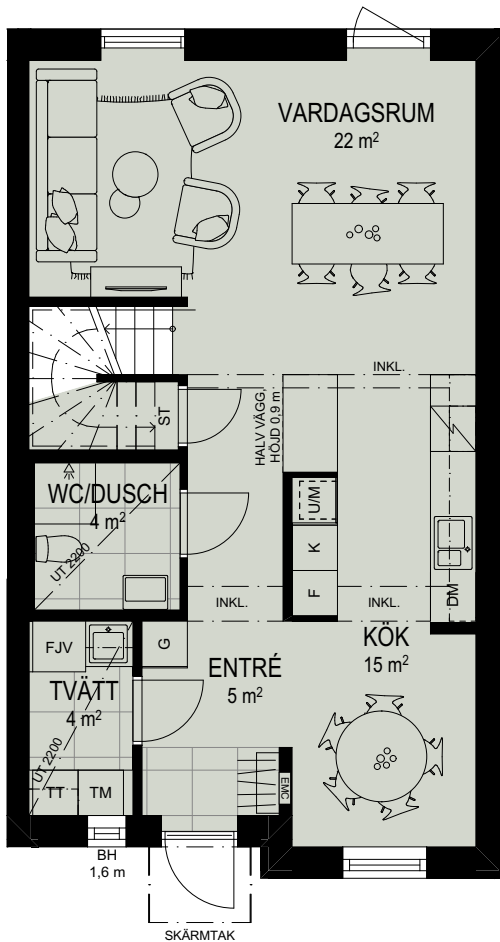 VARDAGSRUM
22 m²
INKL.
HALV VÄGG,
HÖJD 0,9 m
ST
WC/DUSCH
4 m²
UT 2200
U/M
K
F
DM
INKL.
INKL.
FJV
G
TVÄTT
4 m²
UT 2200
ENTRÉ
5 m²
KÖK
15 m²
TT
TM
EMC
BH
1,6 m
SKÄRMTAK